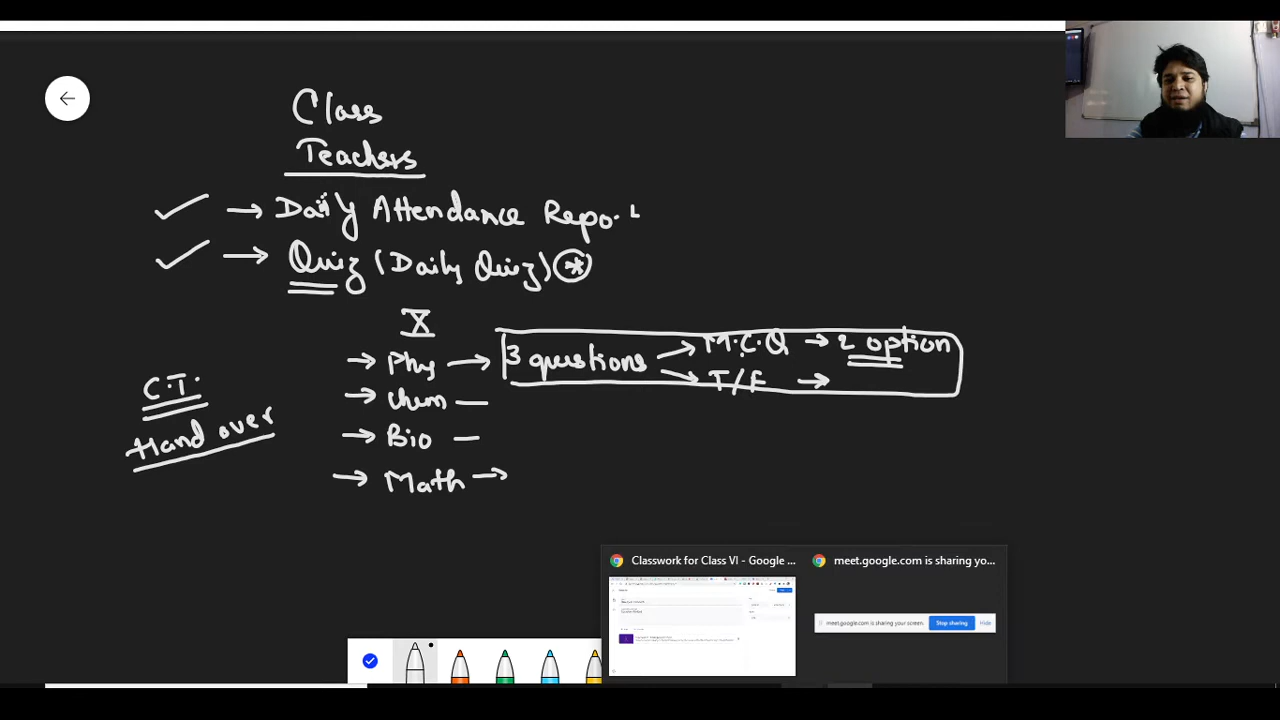 Class
Teachers
→ Daily Attendance Repo
→ Quiz (Daily Quiz) *
X
→ Phy → 3 questions → M.C.Q → 2 option
→ T/F →
→ Chem —
→ Bio —
→ Math →
C.T.
Hand over
Classwork for Class VI - Google ...
meet.google.com is sharing yo...
meet.google.com is sharing your screen.
Stop sharing
Hide